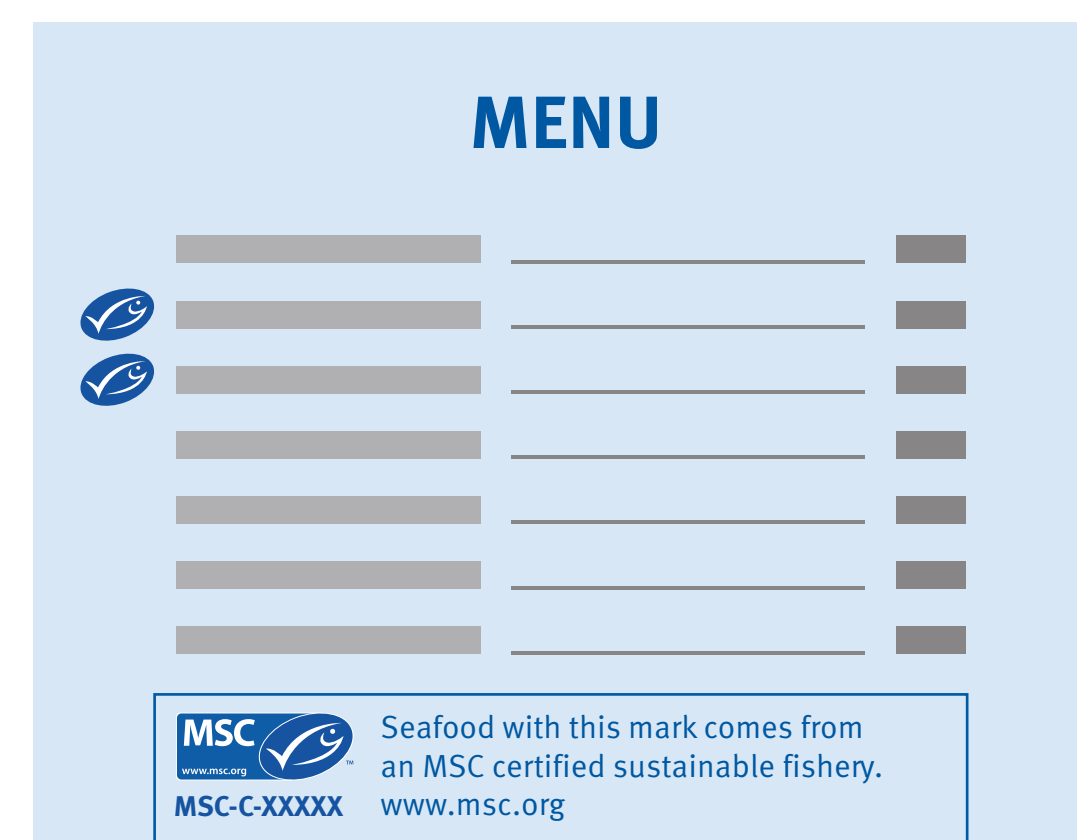 MENU
MSC
www.msc.org
TM
MSC-C-XXXXX
Seafood with this mark comes from
an MSC certified sustainable fishery.
www.msc.org